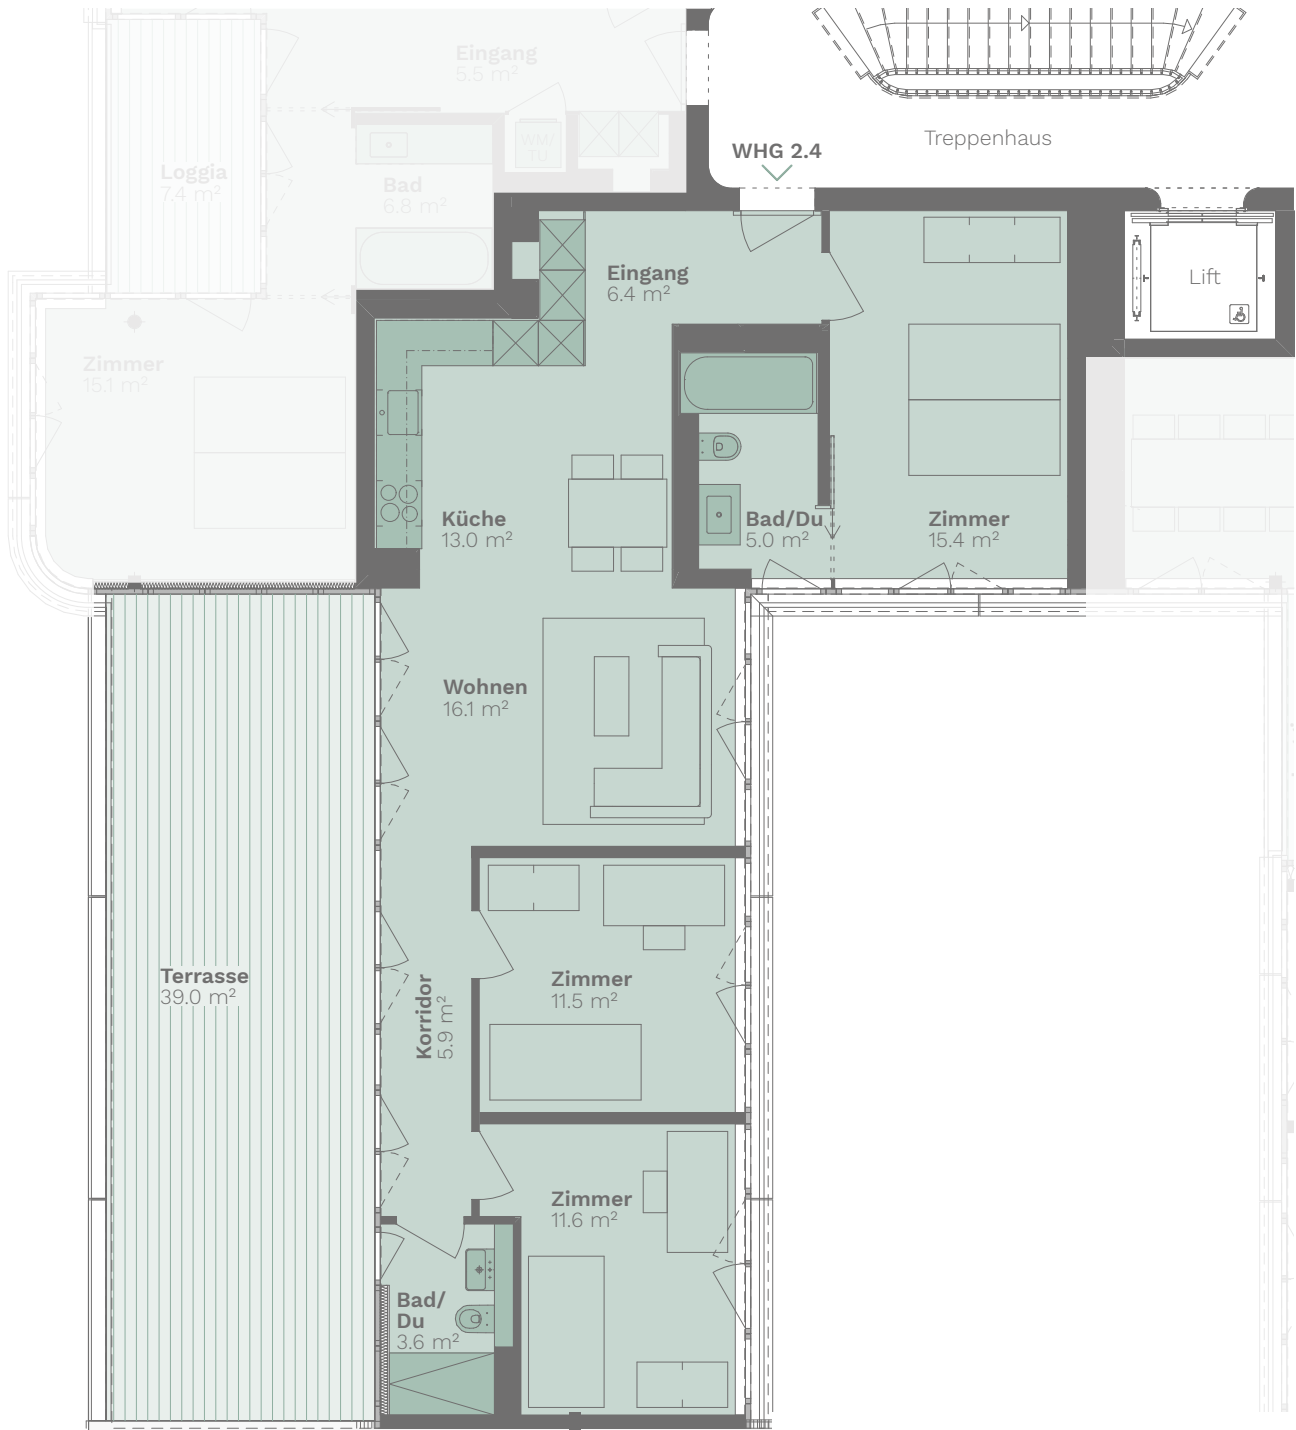 Eingang
5.5 m²
WM/
TU
Treppenhaus
WHG 2.4
Loggia
7.4 m²
Bad
6.8 m²
Eingang
6.4 m²
Lift
Zimmer
15.1 m²
Küche
13.0 m²
Bad/Du
5.0 m²
Zimmer
15.4 m²
Wohnen
16.1 m²
Terrasse
39.0 m²
Korridor
5.9 m²
Zimmer
11.5 m²
Zimmer
11.6 m²
Bad/
Du
3.6 m²